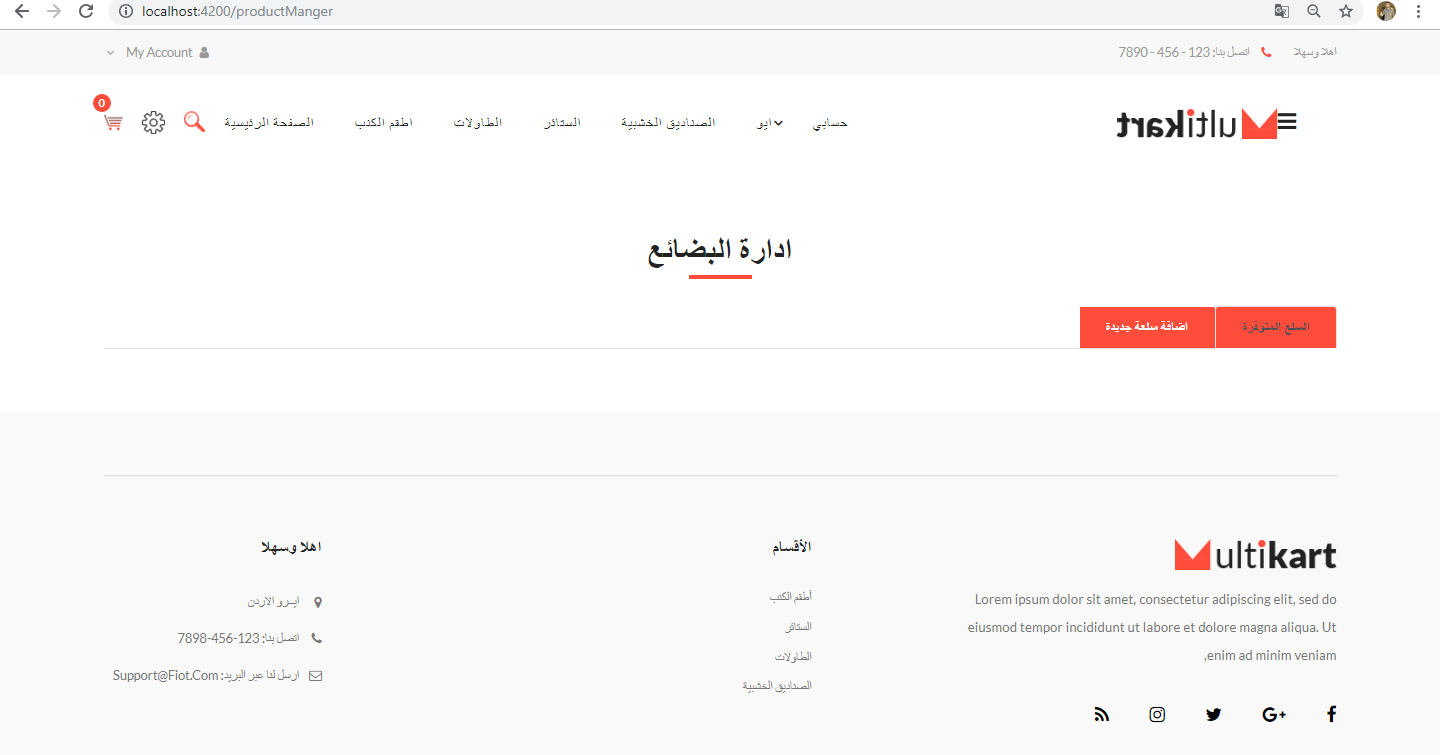 localhost:4200/productManger
اهلا وسهلا
اتصل بنا: 123 - 456 - 7890
My Account
Multikart
حسابي
ايو
الصناديق الخشبية
الستائر
الطاولات
اطقم الكنب
الصفحة الرئيسية
0
ادارة البضائع
السلع المتوفرة
اضافة سلعة جديدة
Multikart
Lorem ipsum dolor sit amet, consectetur adipiscing elit, sed do
eiusmod tempor incididunt ut labore et dolore magna aliqua. Ut
,enim ad minim veniam
الأقسام
أطقم الكنب
الستائر
الطاولات
الصناديق الخشبية
اهلا وسهلا
ايـرو الاردن
اتصل بنا: 123-456-7898
ارسل لنا عبر البريد: Support@Fiot.Com